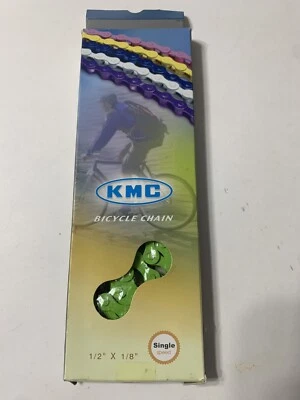 KMC
BICYCLE CHAIN
Single
speed
1/2" X 1/8"